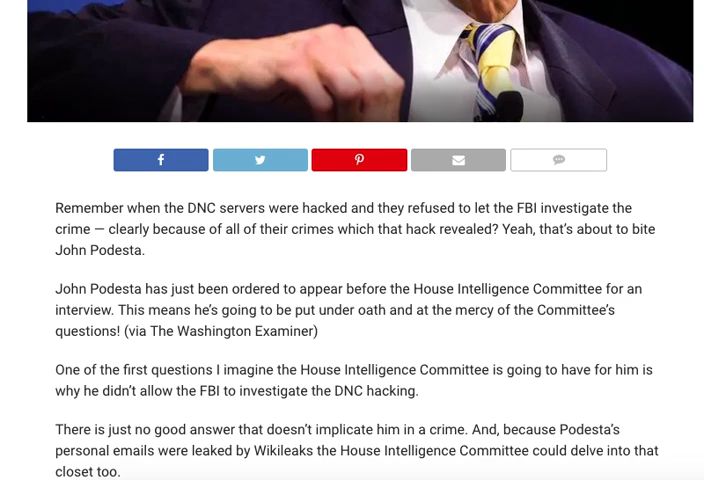 Remember when the DNC servers were hacked and they refused to let the FBI investigate the
crime — clearly because of all of their crimes which that hack revealed? Yeah, that’s about to bite
John Podesta.
John Podesta has just been ordered to appear before the House Intelligence Committee for an
interview. This means he’s going to be put under oath and at the mercy of the Committee’s
questions! (via The Washington Examiner)
One of the first questions I imagine the House Intelligence Committee is going to have for him is
why he didn’t allow the FBI to investigate the DNC hacking.
There is just no good answer that doesn’t implicate him in a crime. And, because Podesta’s
personal emails were leaked by Wikileaks the House Intelligence Committee could delve into that
closet too.